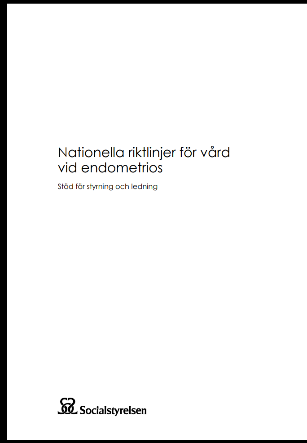 Nationella riktlinjer för vård
vid endometrios
Stöd för styrning och ledning
Socialstyrelsen